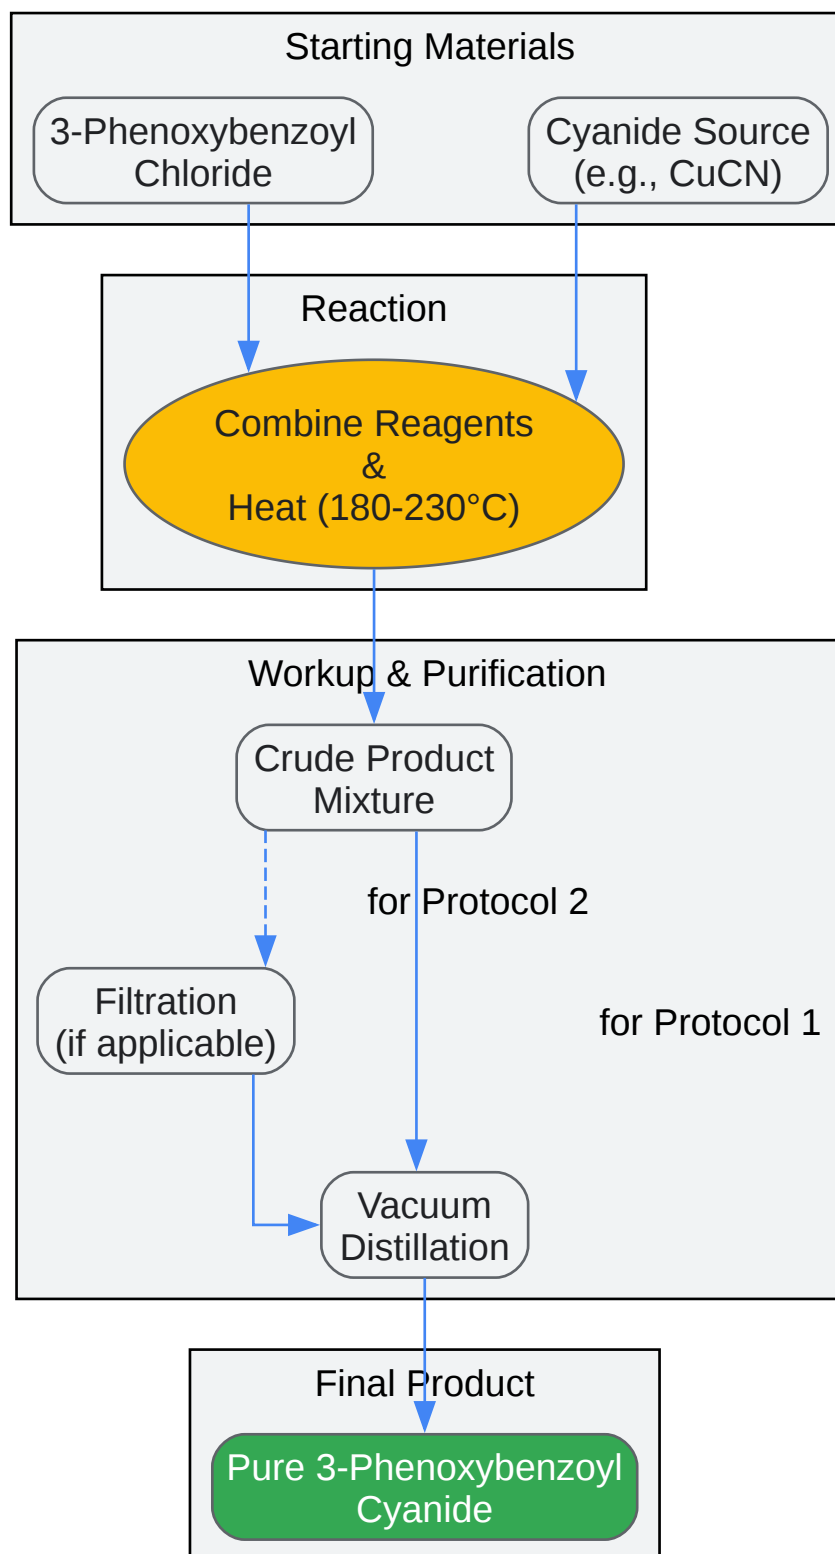 Starting Materials
3-Phenoxybenzoyl
Chloride
Cyanide Source
(e.g., CuCN)
Reaction
Combine Reagents
&
Heat (180-230°C)
Workup & Purification
Crude Product
Mixture
for Protocol 2
Filtration
(if applicable)
for Protocol 1
Vacuum
Distillation
Final Product
Pure 3-Phenoxybenzoyl
Cyanide